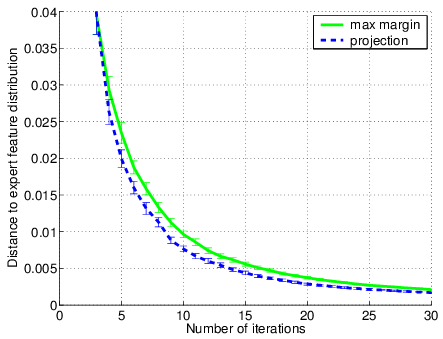 0.04
0.035
0.03
0.025
0.02
0.015
0.01
0.005
0
Distance to expert feature distribution
max margin
projection
0 5 10 15 20 25 30
Number of iterations